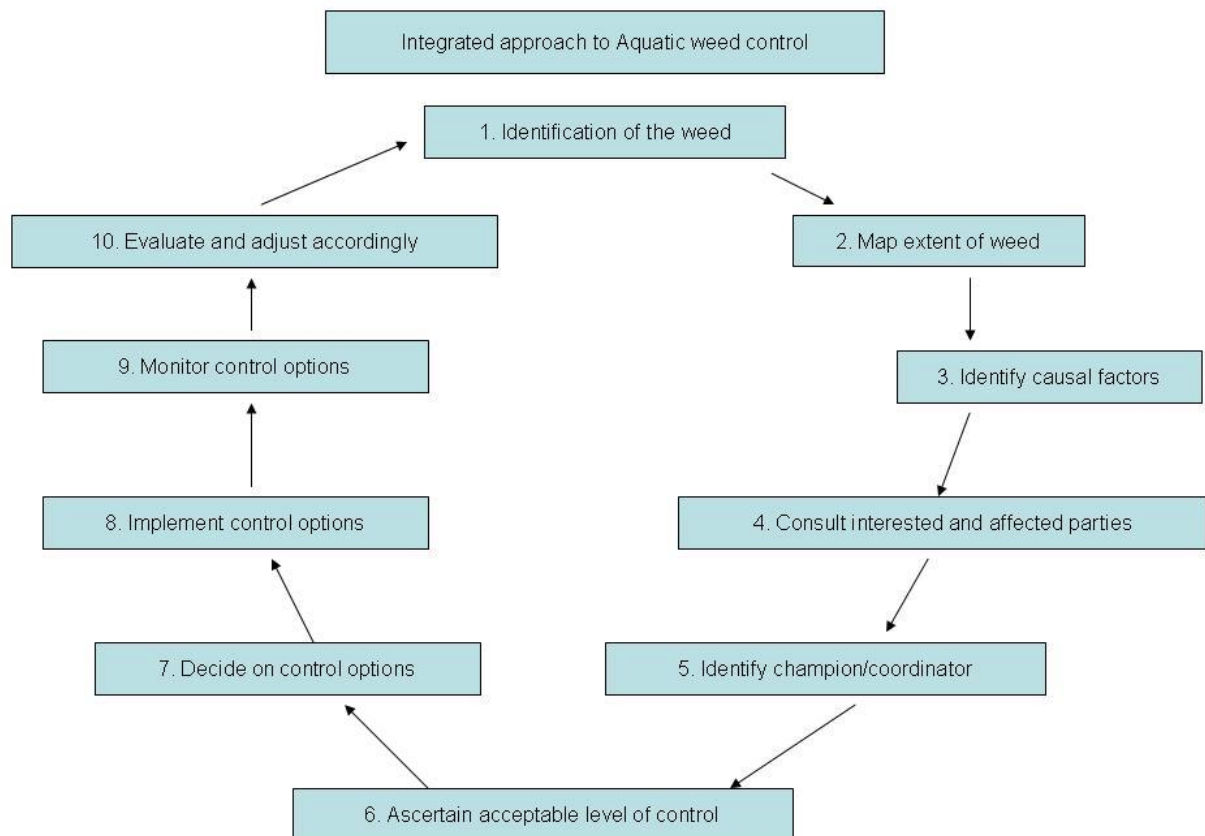 Integrated approach to Aquatic weed control
1. Identification of the weed
2. Map extent of weed
3. Identify causal factors
4. Consult interested and affected parties
5. Identify champion/coordinator
6. Ascertain acceptable level of control
7. Decide on control options
8. Implement control options
9. Monitor control options
10. Evaluate and adjust accordingly